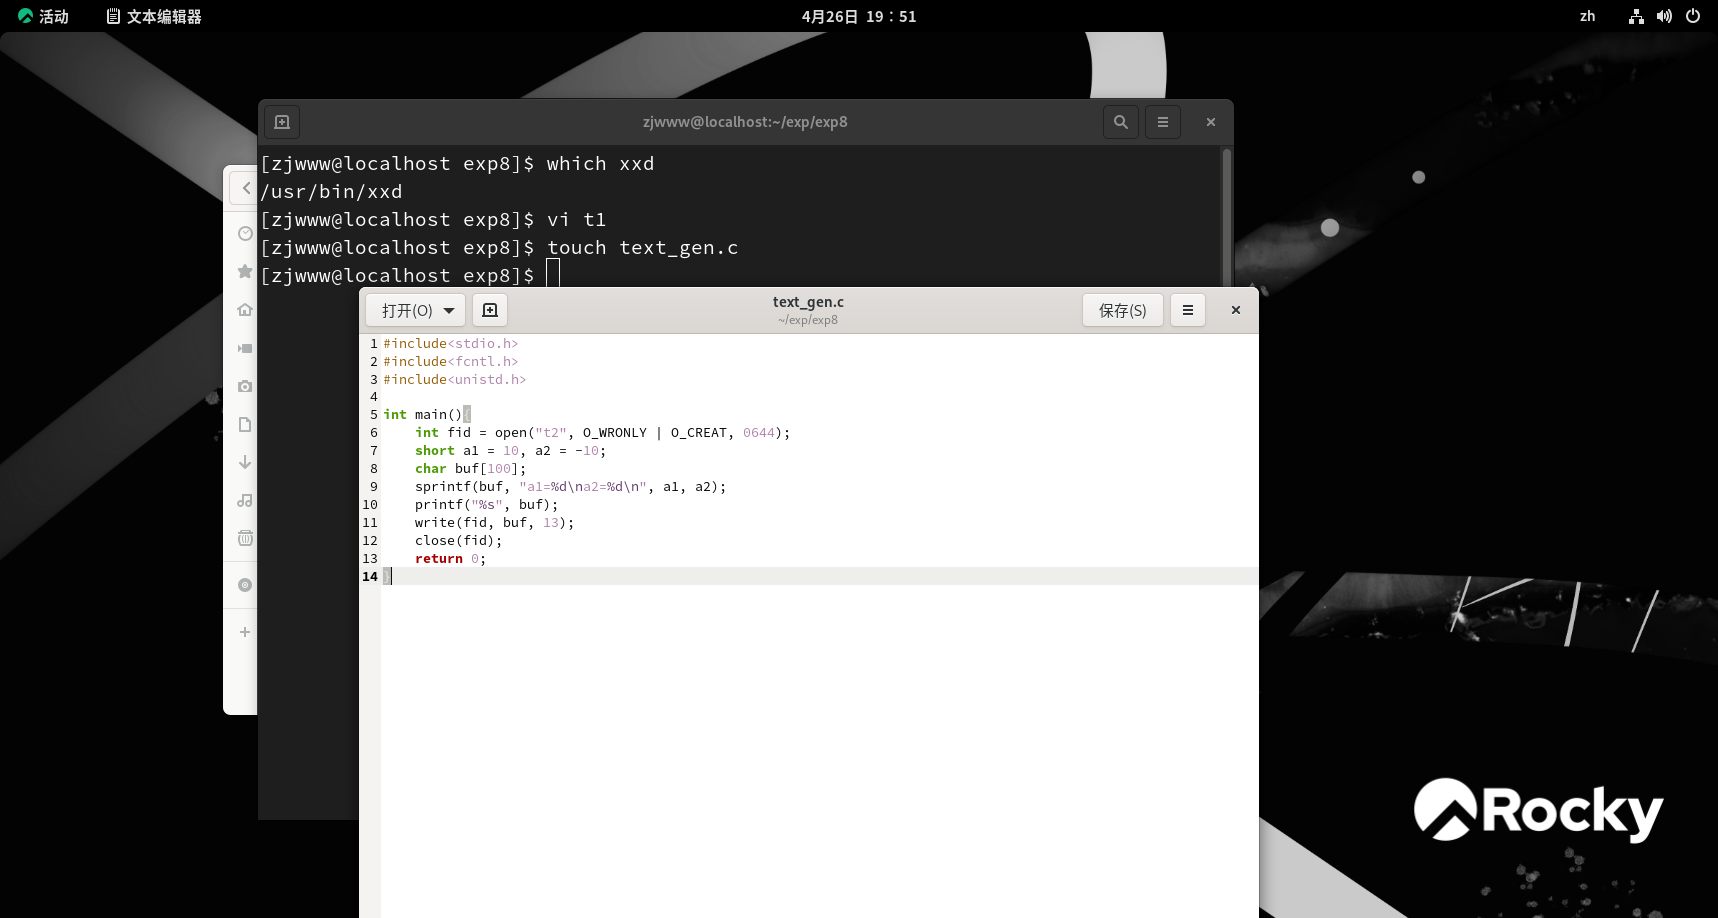 活动 文本编辑器 4月26日 19：51 zh
zjwww@localhost:~/exp/exp8
[zjwww@localhost exp8]$ which xxd
/usr/bin/xxd
[zjwww@localhost exp8]$ vi t1
[zjwww@localhost exp8]$ touch text_gen.c
[zjwww@localhost exp8]$
打开(O) text_gen.c 保存(S)
~/exp/exp8
1 #include<stdio.h>
2 #include<fcntl.h>
3 #include<unistd.h>
4
5 int main(){
6     int fid = open("t2", O_WRONLY | O_CREAT, 0644);
7     short a1 = 10, a2 = -10;
8     char buf[100];
9     sprintf(buf, "a1=%d\na2=%d\n", a1, a2);
10     printf("%s", buf);
11     write(fid, buf, 13);
12     close(fid);
13     return 0;
14 }
Rocky